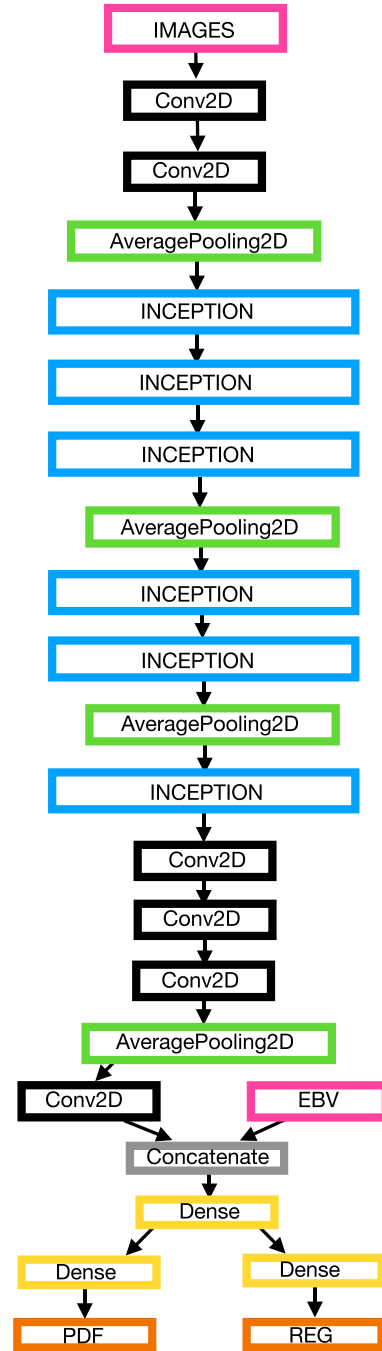 IMAGES
Conv2D
Conv2D
AveragePooling2D
INCEPTION
INCEPTION
INCEPTION
AveragePooling2D
INCEPTION
INCEPTION
AveragePooling2D
INCEPTION
Conv2D
Conv2D
Conv2D
AveragePooling2D
Conv2D
EBV
Concatenate
Dense
Dense
Dense
PDF
REG